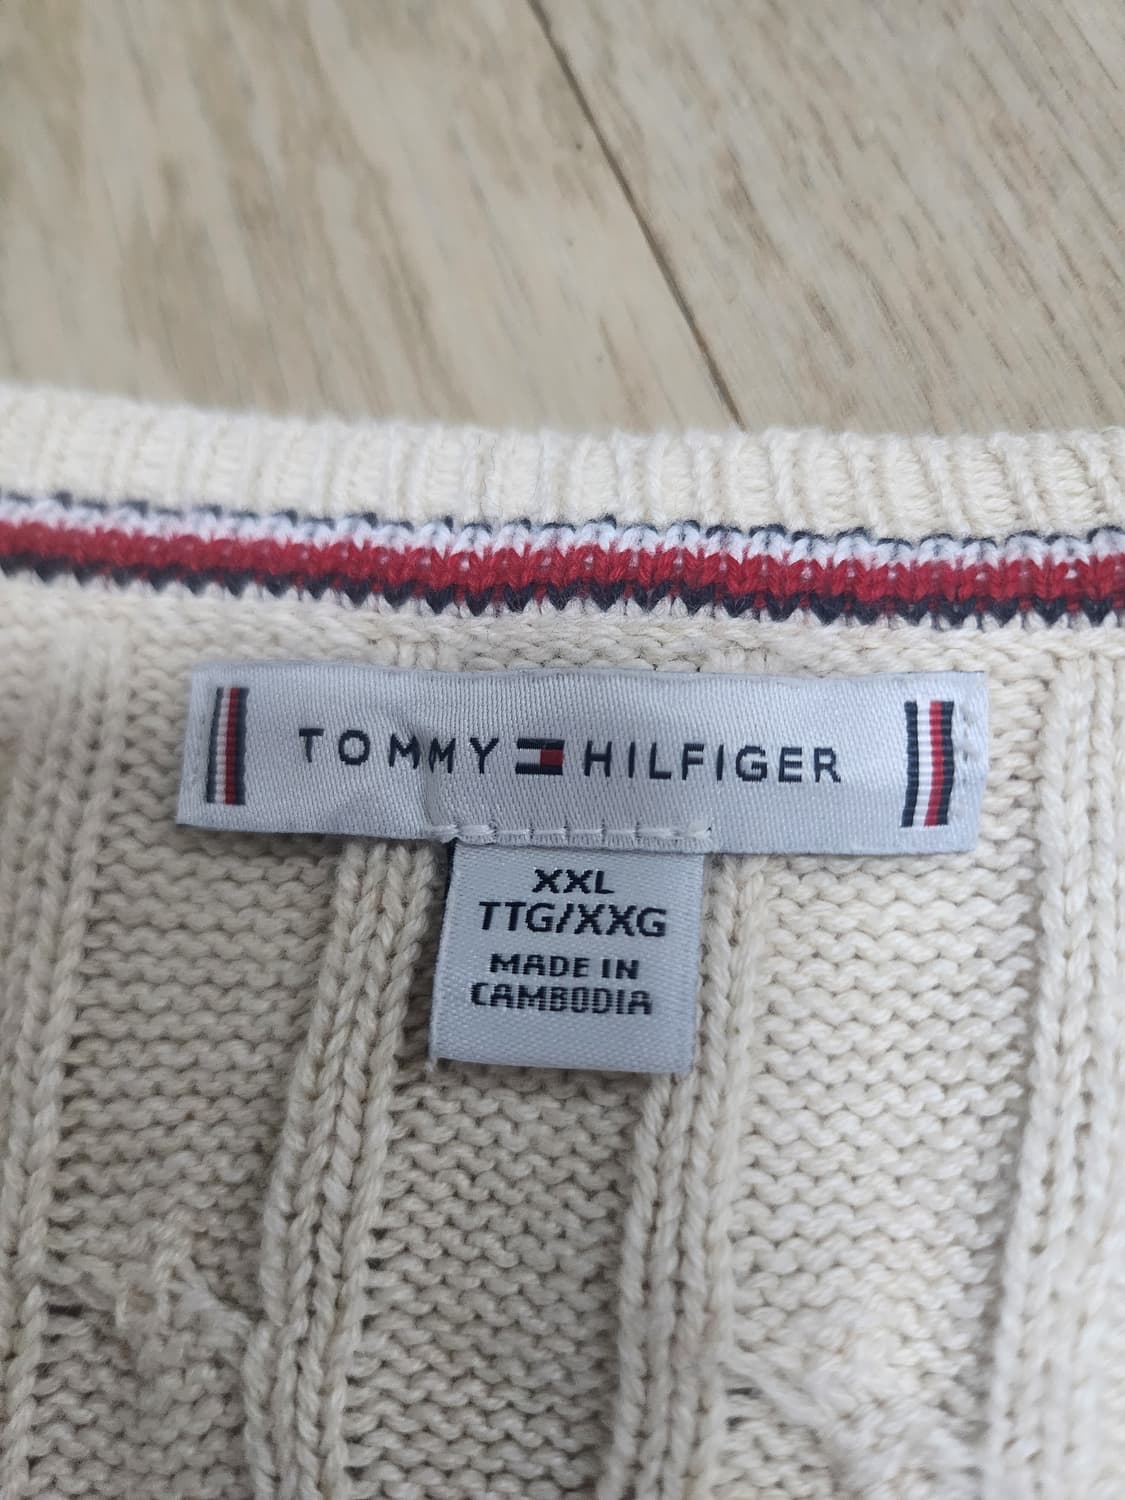 TOMMY HILFIGER
XXL
TTG/XXG
MADE IN
CAMBODIA